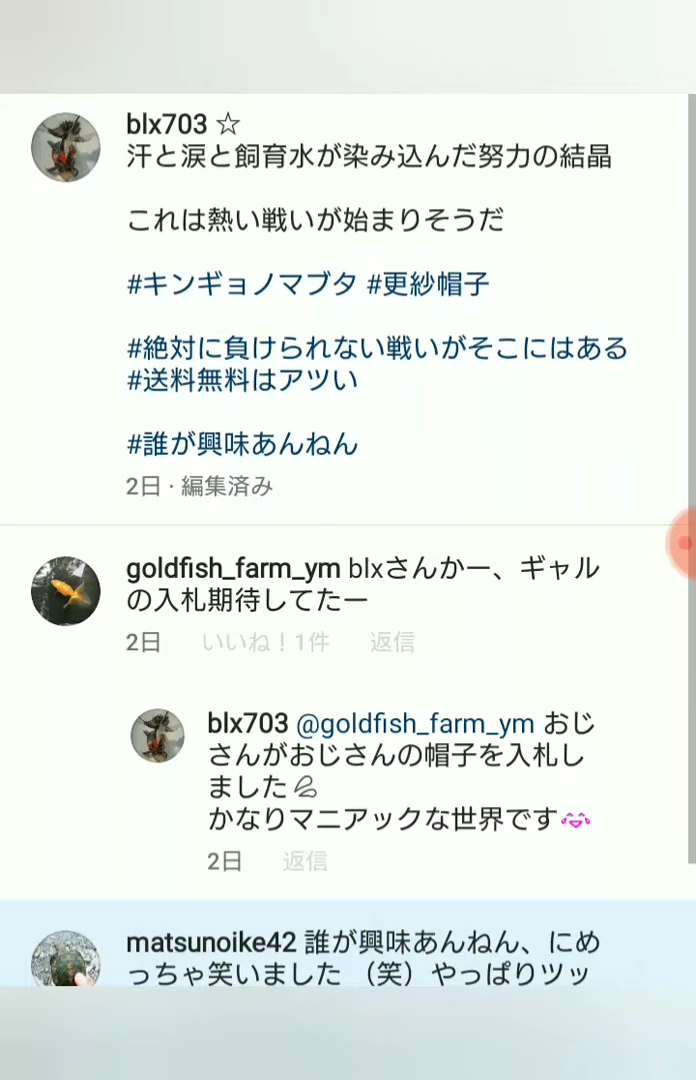 blx703 ☆
汗と涙と飼育水が染み込んだ努力の結晶
これは熱い戦いが始まりそうだ
#キンギョノマブタ #更紗帽子
#絶対に負けられない戦いがそこにはある
#送料無料はアツい
#誰が興味あんねん
2日 · 編集済み
goldfish_farm_ym blxさんかー、ギャル
の入札期待してたー
2日 いいね！1件 返信
blx703 @goldfish_farm_ym おじ
さんがおじさんの帽子を入札し
ました💪
かなりマニアックな世界です😂
2日 返信
matsunoike42 誰が興味あんねん、にめ
っちゃ笑いました （笑）やっぱりツッ